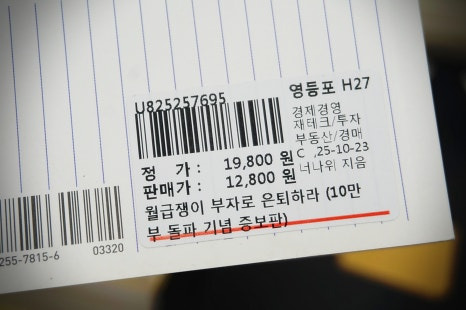 U825257695
영등포 H27
경제경영
재테크/투자
부동산/경매
C ,25-10-23
너나위 지음
정 가 : 19,800 원
판매가 : 12,800 원
월급쟁이 부자로 은퇴하라 (10만
부 돌파 기념 증보판)
255-7815-6
03320